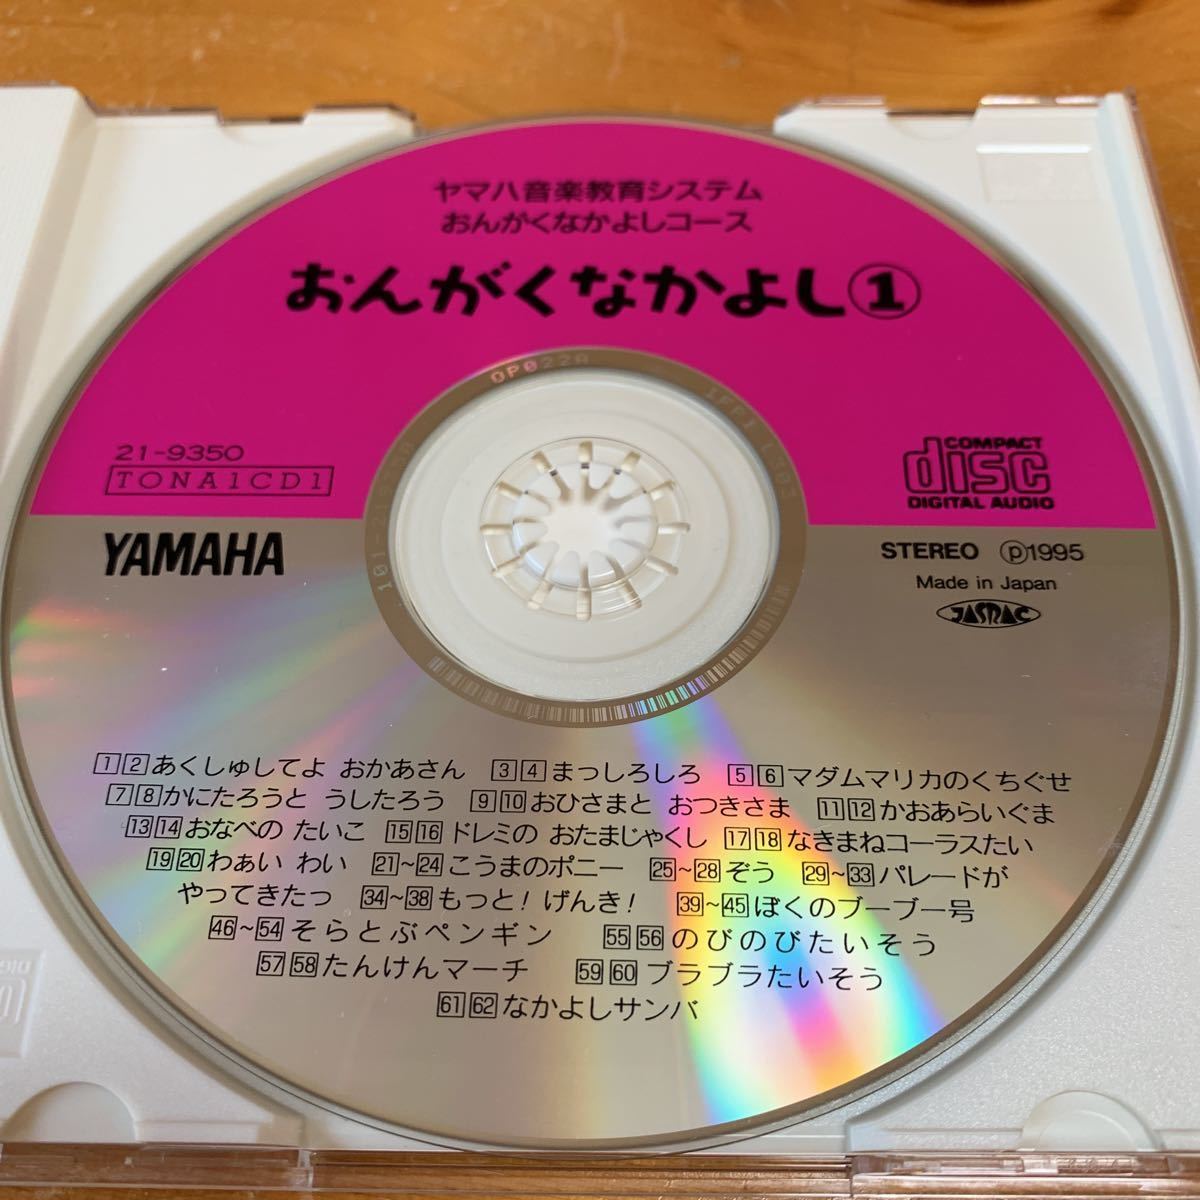 ヤマハ音楽教育システム
おんがくなかよしコース
おんがくなかよし①
21-9350
TONA1CD1
COMPACT
disc
DIGITAL AUDIO
YAMAHA
STEREO ⓟ1995
Made in Japan
JASRAC
OP022A
IFPI L303
1 2 あくしゅしてよ おかあさん 3 4 まっしろしろ 5 6 マダムマリカのくちぐせ
7 8 かにたろうと うしたろう 9 10 おひさまと おつきさま 11 12 かおあらいぐま
13 14 おなべの たいこ 15 16 ドレミの おたまじゃくし 17 18 なきまねコーラスたい
19 20 わぁい わい 21~24 こうまのポニー 25~28 ぞう 29~33 パレードが
やってきたっ 34~38 もっと! げんき! 39~45 ぼくのブーブー号
46~54 そらとぶペンギン 55 56 のびのびたいそう
57 58 たんけんマーチ 59 60 ブラブラたいそう
61 62 なかよしサンバ